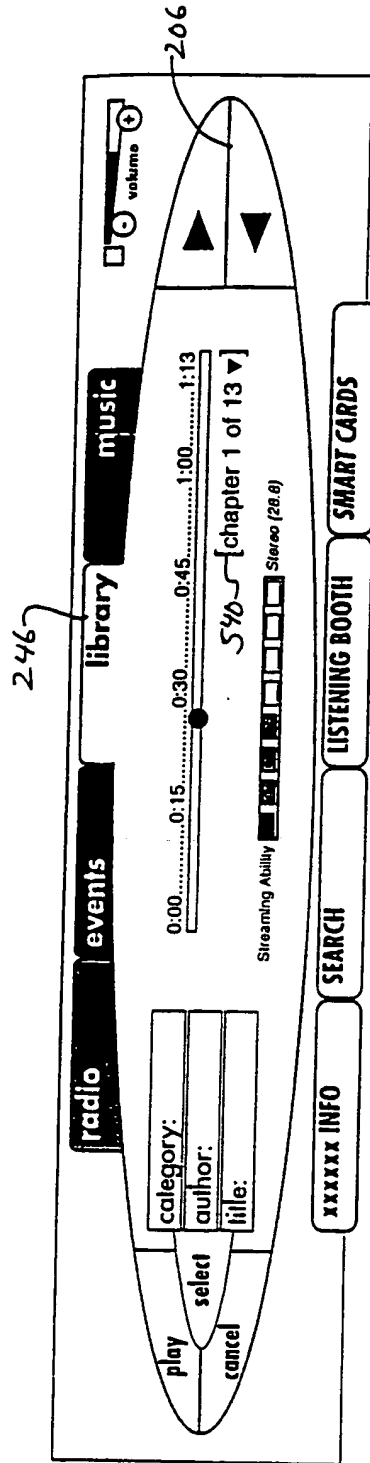 246
206
radio
events
library
music
volume
play
select
cancel
category:
author:
title:
0:00..........0:15..........0:30..........0:45..........1:00..........1:13
540
[chapter 1 of 13 ▼]
Streaming Ability
Stereo (28.8)
xxxxxx INFO
SEARCH
LISTENING BOOTH
SMART CARDS